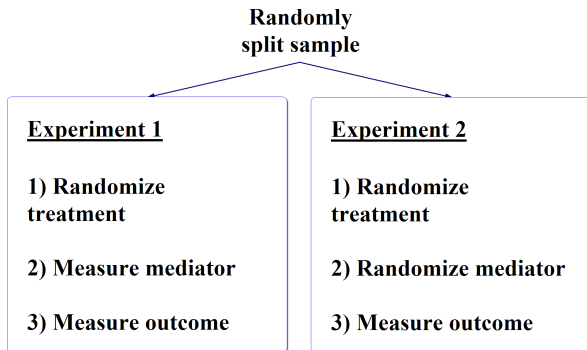 Randomly
split sample
Experiment 1
1) Randomize
treatment
2) Measure mediator
3) Measure outcome
Experiment 2
1) Randomize
treatment
2) Randomize mediator
3) Measure outcome